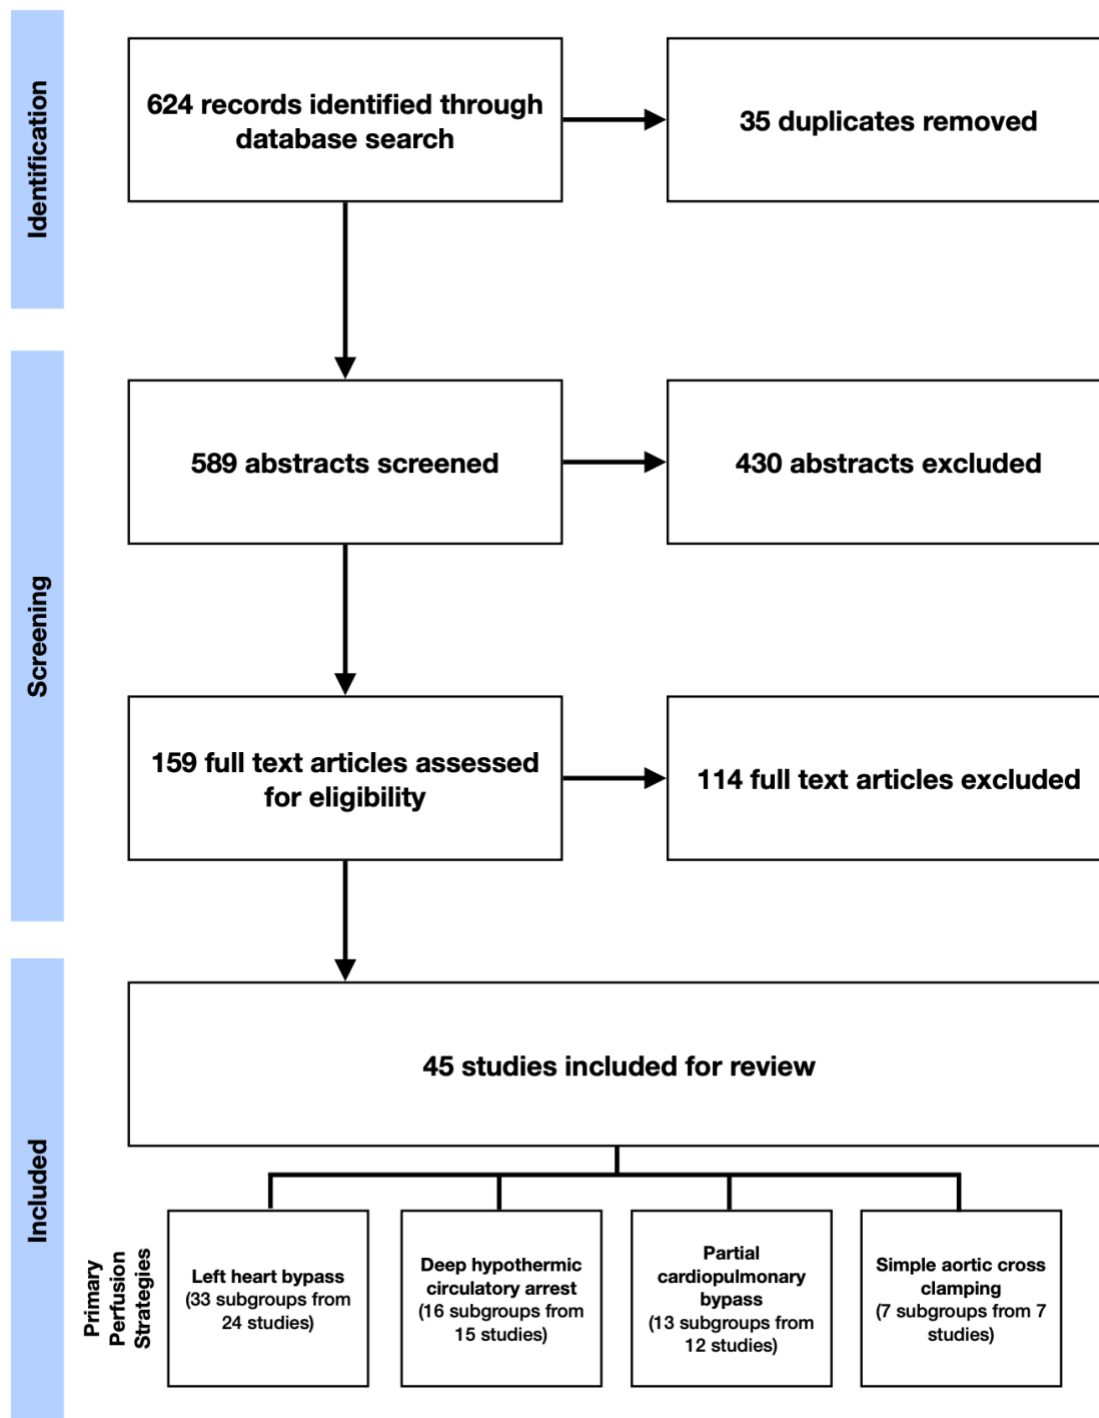 Identification
624 records identified through
database search
35 duplicates removed
Screening
589 abstracts screened
430 abstracts excluded
159 full text articles assessed
for eligibility
114 full text articles excluded
Included
45 studies included for review
Primary
Perfusion
Strategies
Left heart bypass
(33 subgroups from
24 studies)
Deep hypothermic
circulatory arrest
(16 subgroups from
15 studies)
Partial
cardiopulmonary
bypass
(13 subgroups from
12 studies)
Simple aortic cross
clamping
(7 subgroups from 7
studies)